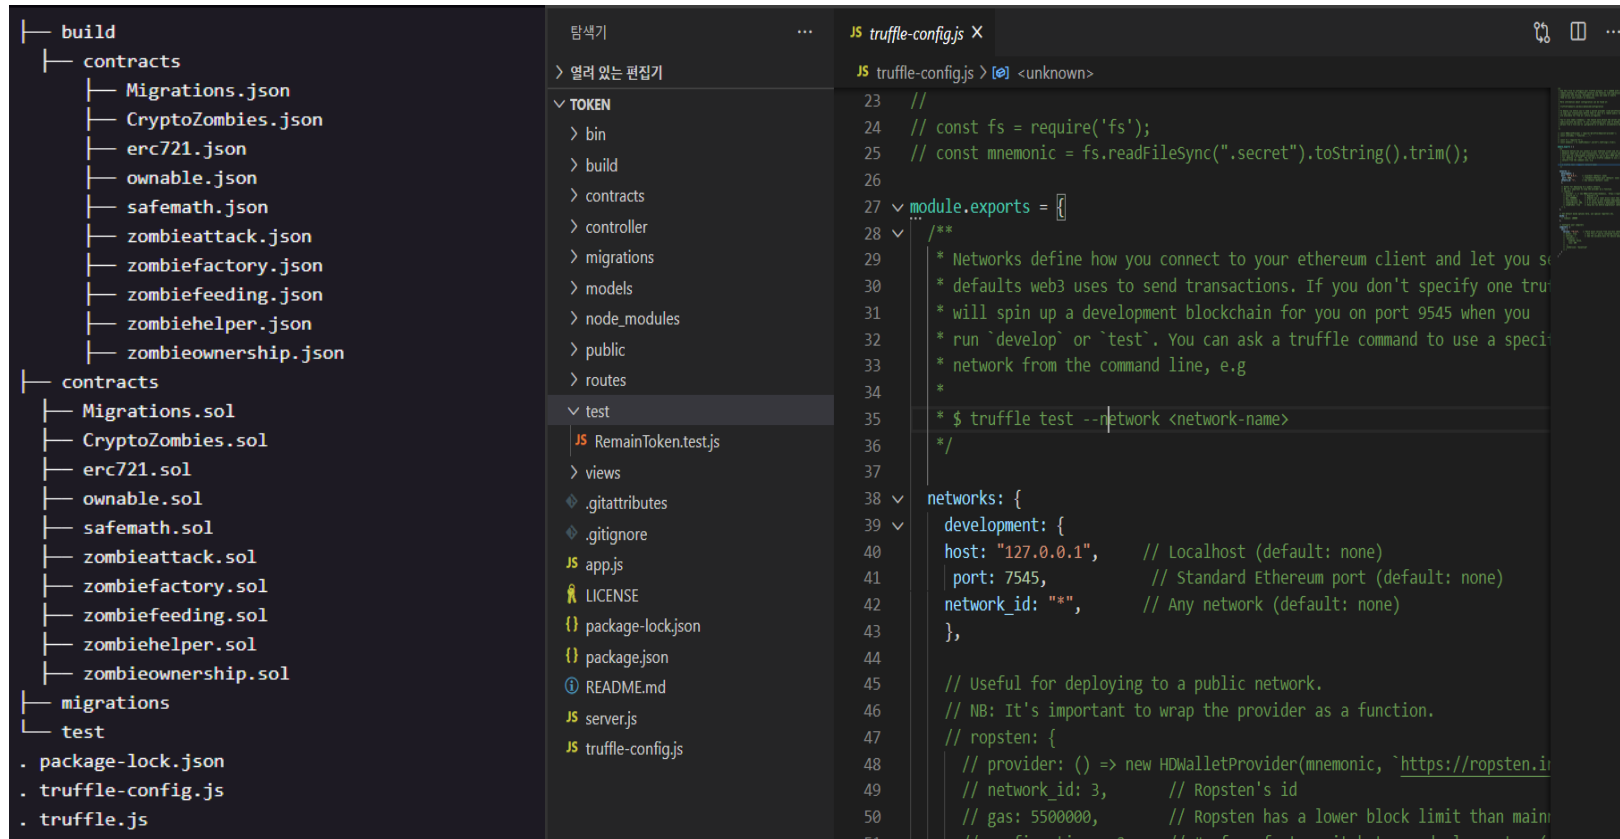 ├── build
├── contracts
├── Migrations.json
├── CryptoZombies.json
├── erc721.json
├── ownable.json
├── safemath.json
├── zombieattack.json
├── zombiefactory.json
├── zombiefeeding.json
├── zombiehelper.json
├── zombieownership.json
├── contracts
├── Migrations.sol
├── CryptoZombies.sol
├── erc721.sol
├── ownable.sol
├── safemath.sol
├── zombieattack.sol
├── zombiefactory.sol
├── zombiefeeding.sol
├── zombiehelper.sol
├── zombieownership.sol
├── migrations
└── test
. package-lock.json
. truffle-config.js
. truffle.js
탐색기 ···
열려 있는 편집기
TOKEN
bin
build
contracts
controller
migrations
models
node_modules
public
routes
test
JS RemainToken.test.js
views
.gitattributes
.gitignore
JS app.js
LICENSE
{} package-lock.json
{} package.json
README.md
JS server.js
JS truffle-config.js
JS truffle-config.js
JS truffle-config.js > <unknown>
23 //
24 // const fs = require('fs');
25 // const mnemonic = fs.readFileSync(".secret").toString().trim();
26
27 module.exports = {
28 /**
29 * Networks define how you connect to your ethereum client and let you se
30 * defaults web3 uses to send transactions. If you don't specify one tru
31 * will spin up a development blockchain for you on port 9545 when you
32 * run `develop` or `test`. You can ask a truffle command to use a speci
33 * network from the command line, e.g
34 *
35 * $ truffle test --network <network-name>
36 */
37
38 networks: {
39 development: {
40 host: "127.0.0.1", // Localhost (default: none)
41 port: 7545, // Standard Ethereum port (default: none)
42 network_id: "*", // Any network (default: none)
43 },
44
45 // Useful for deploying to a public network.
46 // NB: It's important to wrap the provider as a function.
47 // ropsten: {
48 // provider: () => new HDWalletProvider(mnemonic, `https://ropsten.in
49 // network_id: 3, // Ropsten's id
50 // gas: 5500000, // Ropsten has a lower block limit than main